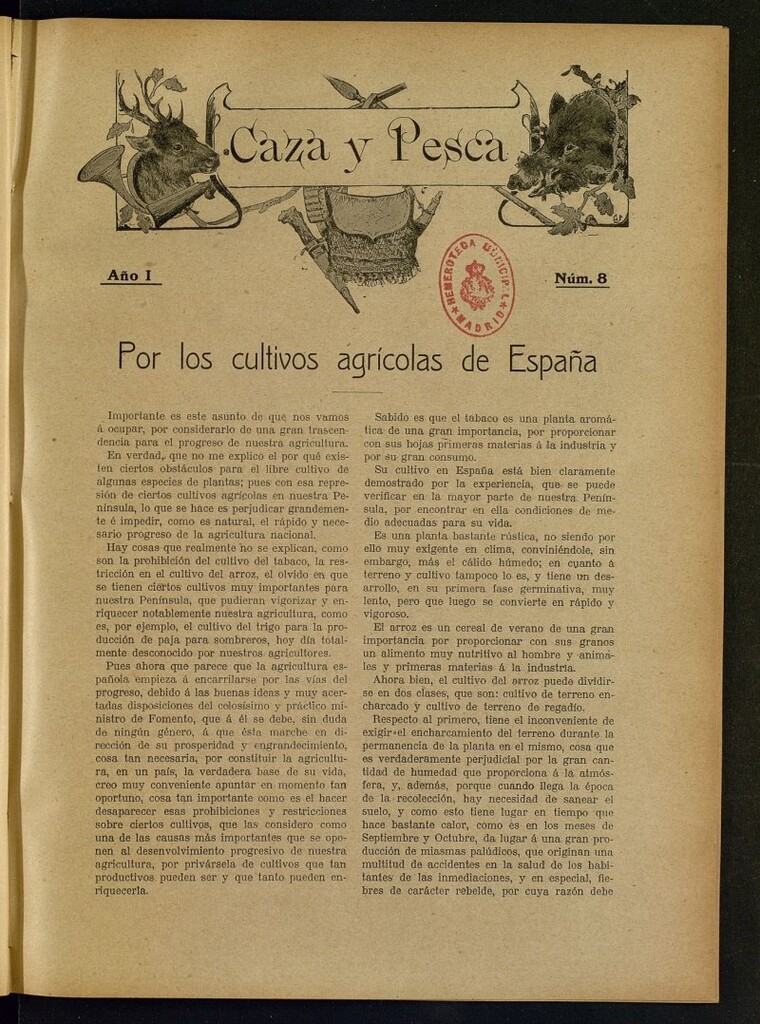 Caza y Pesca
Año I
HEMEROTECA MUNICIPAL
★ MADRID ★
Núm. 8
Por los cultivos agrícolas de España
Importante es este asunto de que nos vamos
á ocupar, por considerarlo de una gran trascen-
dencia para el progreso de nuestra agricultura.
En verdad, que no me explico el por qué exis-
ten ciertos obstáculos para el libre cultivo de
algunas especies de plantas; pues con esa repre-
sión de ciertos cultivos agrícolas en nuestra Pe-
nínsula, lo que se hace es perjudicar grandemen-
te é impedir, como es natural, el rápido y nece-
sario progreso de la agricultura nacional.
Hay cosas que realmente no se explican, como
son la prohibición del cultivo del tabaco, la res-
tricción en el cultivo del arroz, el olvido en que
se tienen ciertos cultivos muy importantes para
nuestra Península, que pudieran vigorizar y en-
riquecer notablemente nuestra agricultura, como
es, por ejemplo, el cultivo del trigo para la pro-
ducción de paja para sombreros, hoy día total-
mente desconocido por nuestros agricultores.
Pues ahora que parece que la agricultura es-
pañola empieza á encarrilarse por las vías del
progreso, debido á las buenas ideas y muy acer-
tadas disposiciones del celosísimo y práctico mi-
nistro de Fomento, que á él se debe, sin duda
de ningún género, á que ésta marche en di-
rección de su prosperidad y engrandecimiento,
cosa tan necesaria, por constituir la agricultu-
ra, en un país, la verdadera base de su vida,
creo muy conveniente apuntar en momento tan
oportuno, cosa tan importante como es el hacer
desaparecer esas prohibiciones y restricciones
sobre ciertos cultivos, que las considero como
una de las causas más importantes que se opo-
nen al desenvolvimiento progresivo de nuestra
agricultura, por privársela de cultivos que tan
productivos pueden ser y que tanto pueden en-
riquecerla.
Sabido es que el tabaco es una planta aromá-
tica de una gran importancia, por proporcionar
con sus hojas primeras materias á la industria y
por su gran consumo.
Su cultivo en España está bien claramente
demostrado por la experiencia, que se puede
verificar en la mayor parte de nuestra Penín-
sula, por encontrar en ella condiciones de me-
dio adecuadas para su vida.
Es una planta bastante rústica, no siendo por
ello muy exigente en clima, conviniéndole, sin
embargo, más el cálido húmedo; en cuanto á
terreno y cultivo tampoco lo es, y tiene un des-
arrollo, en su primera fase germinativa, muy
lento, pero que luego se convierte en rápido y
vigoroso.
El arroz es un cereal de verano de una gran
importancia por proporcionar con sus granos
un alimento muy nutritivo al hombre y anima-
les y primeras materias á la industria.
Ahora bien, el cultivo del arroz puede dividir-
se en dos clases, que son: cultivo de terreno en-
charcado y cultivo de terreno de regadío.
Respecto al primero, tiene el inconveniente de
exigir el encharcamiento del terreno durante la
permanencia de la planta en el mismo, cosa que
es verdaderamente perjudicial por la gran can-
tidad de humedad que proporciona á la atmós-
fera, y, además, porque cuando llega la época
de la recolección, hay necesidad de sanear el
suelo, y como esto tiene lugar en tiempo que
hace bastante calor, como es en los meses de
Septiembre y Octubre, da lugar á una gran pro-
ducción de miasmas palúdicos, que originan una
multitud de accidentes en la salud de los habi-
tantes de las inmediaciones, y en especial, fie-
bres de carácter rebelde, por cuya razón debe